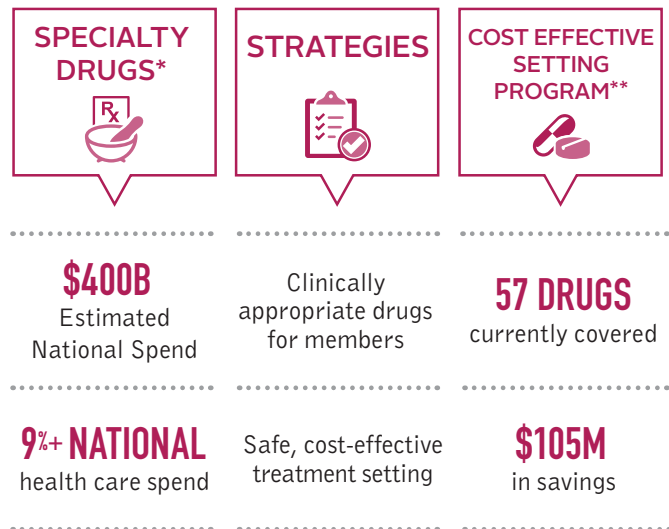 SPECIALTY
DRUGS*
Rx
$400B
Estimated
National Spend
9%+ NATIONAL
health care spend
STRATEGIES
Clinically
appropriate drugs
for members
Safe, cost-effective
treatment setting
COST EFFECTIVE
SETTING
PROGRAM**
57 DRUGS
currently covered
$105M
in savings